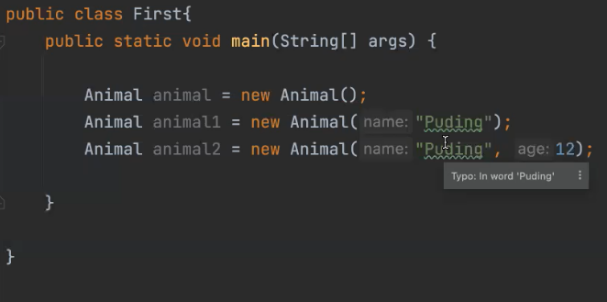 public class First{
public static void main(String[] args) {
Animal animal = new Animal();
Animal animal1 = new Animal( name: "Puding");
Animal animal2 = new Animal( name: "Puding", age: 12);
Typo: In word 'Puding'
}
}